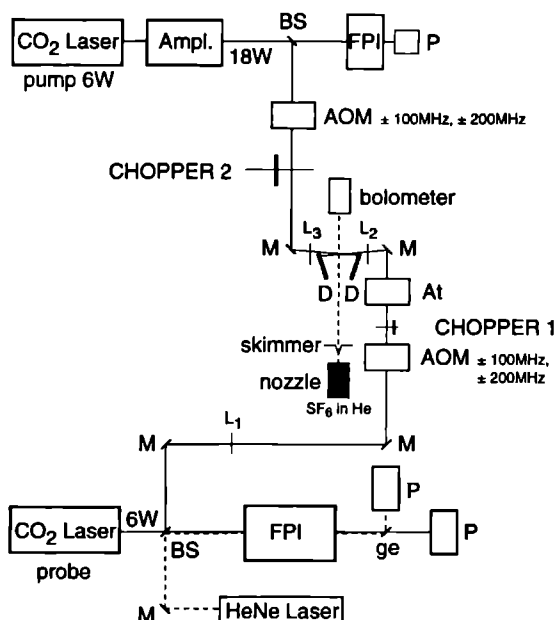 CO2 Laser
pump 6W
Ampl.
18W
BS
FPI
P
AOM ± 100MHz, ± 200MHz
CHOPPER 2
bolometer
M
L3
L2
M
D
D
At
CHOPPER 1
skimmer
AOM ± 100MHz,
± 200MHz
nozzle
SF6 in He
M
L1
M
CO2 Laser
probe
6W
BS
FPI
P
ge
P
M
HeNe Laser